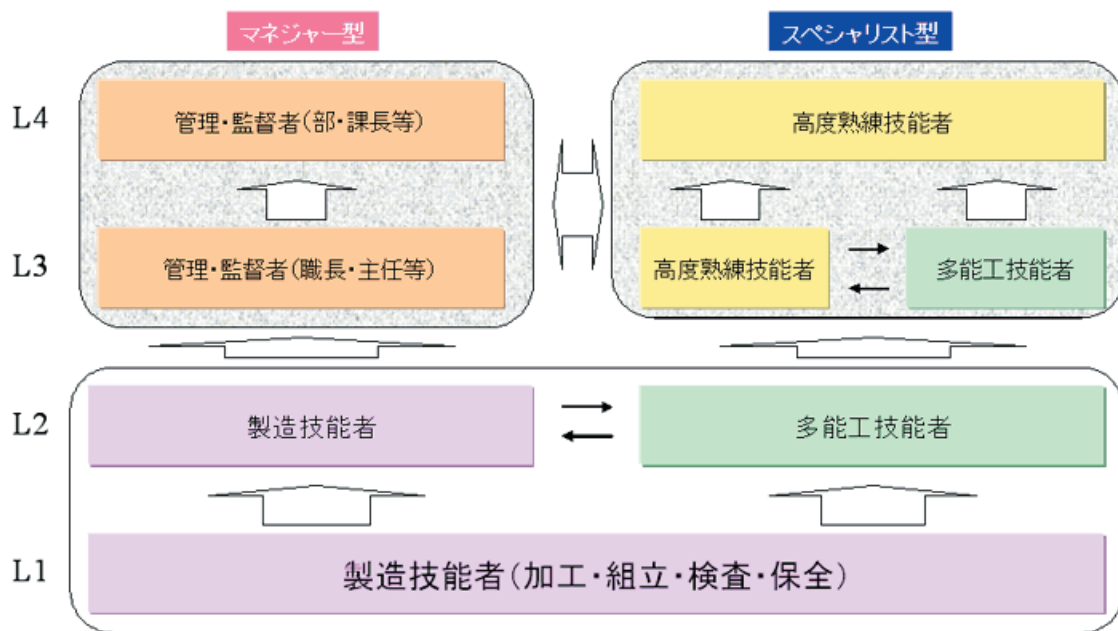 マネジャー型
スペシャリスト型
L4
管理・監督者(部・課長等)
高度熟練技能者
L3
管理・監督者(職長・主任等)
高度熟練技能者
多能工技能者
L2
製造技能者
多能工技能者
L1
製造技能者(加工・組立・検査・保全)